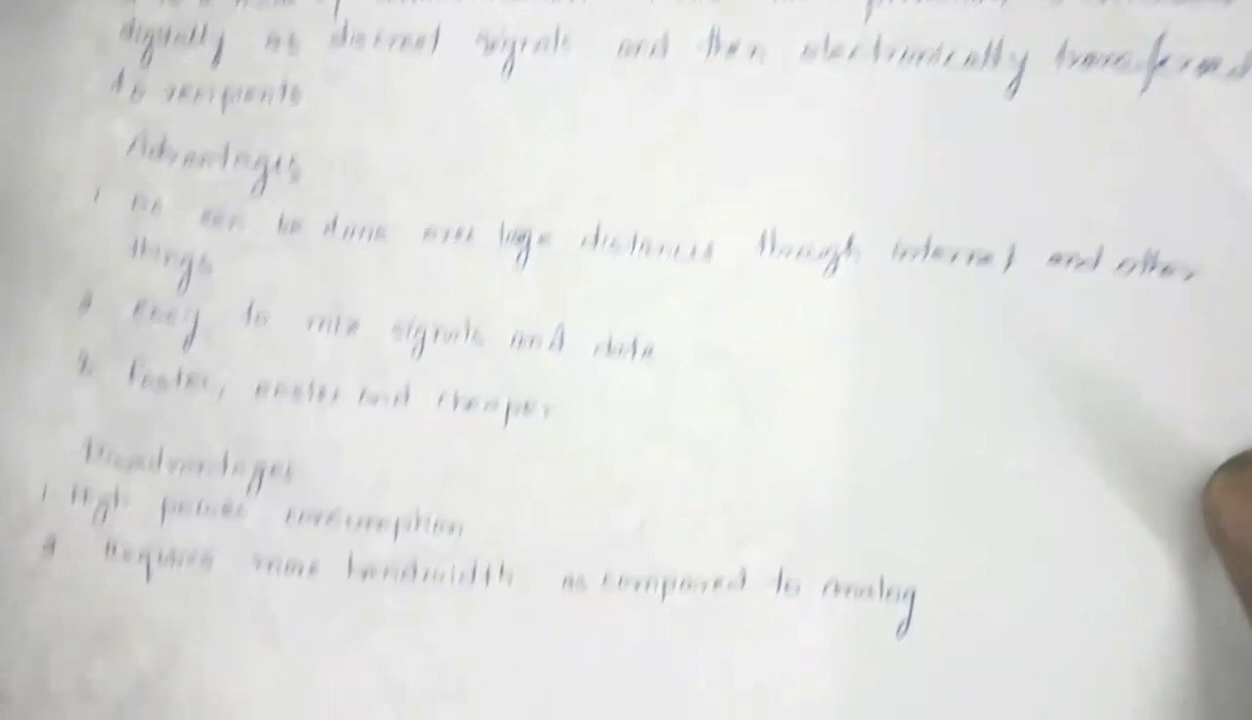 digitally as discreet signals and then electronically transferred
to recipients
Advantages
1 can be done over large distances through internet and other
things
2 easy to mix signals and data
3 Faster, easier and cheaper
Disadvantages
1 High power consumption
2 Requires more bandwidth as compared to analog